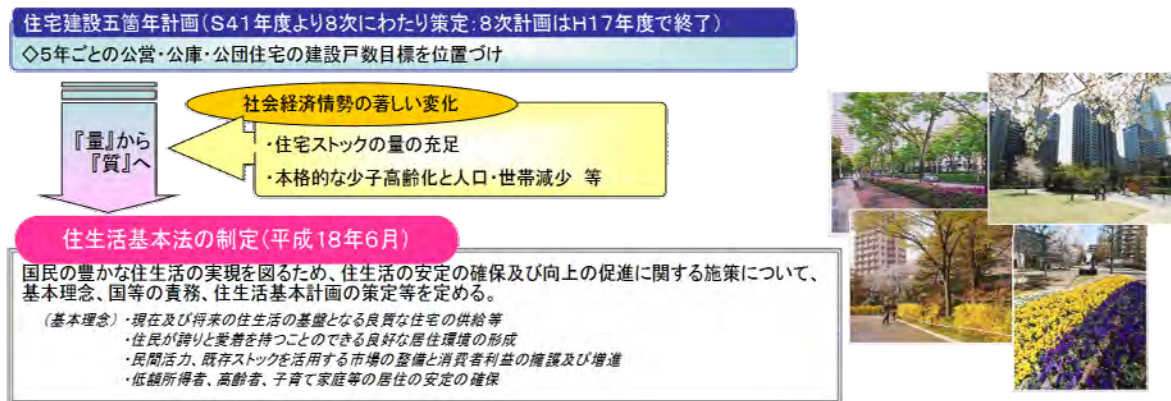 住宅建設五箇年計画(S41年度より8次にわたり策定:8次計画はH17年度で終了)
◇5年ごとの公営・公庫・公団住宅の建設戸数目標を位置づけ
社会経済情勢の著しい変化
『量』から
『質』へ
・住宅ストックの量の充足
・本格的な少子高齢化と人口・世帯減少 等
住生活基本法の制定(平成18年6月)
国民の豊かな住生活の実現を図るため、住生活の安定の確保及び向上の促進に関する施策について、
基本理念、国等の責務、住生活基本計画の策定等を定める。
(基本理念)・現在及び将来の住生活の基盤となる良質な住宅の供給等
・住民が誇りと愛着を持つことのできる良好な居住環境の形成
・民間活力、既存ストックを活用する市場の整備と消費者利益の擁護及び増進
・低額所得者、高齢者、子育て家庭等の居住の安定の確保